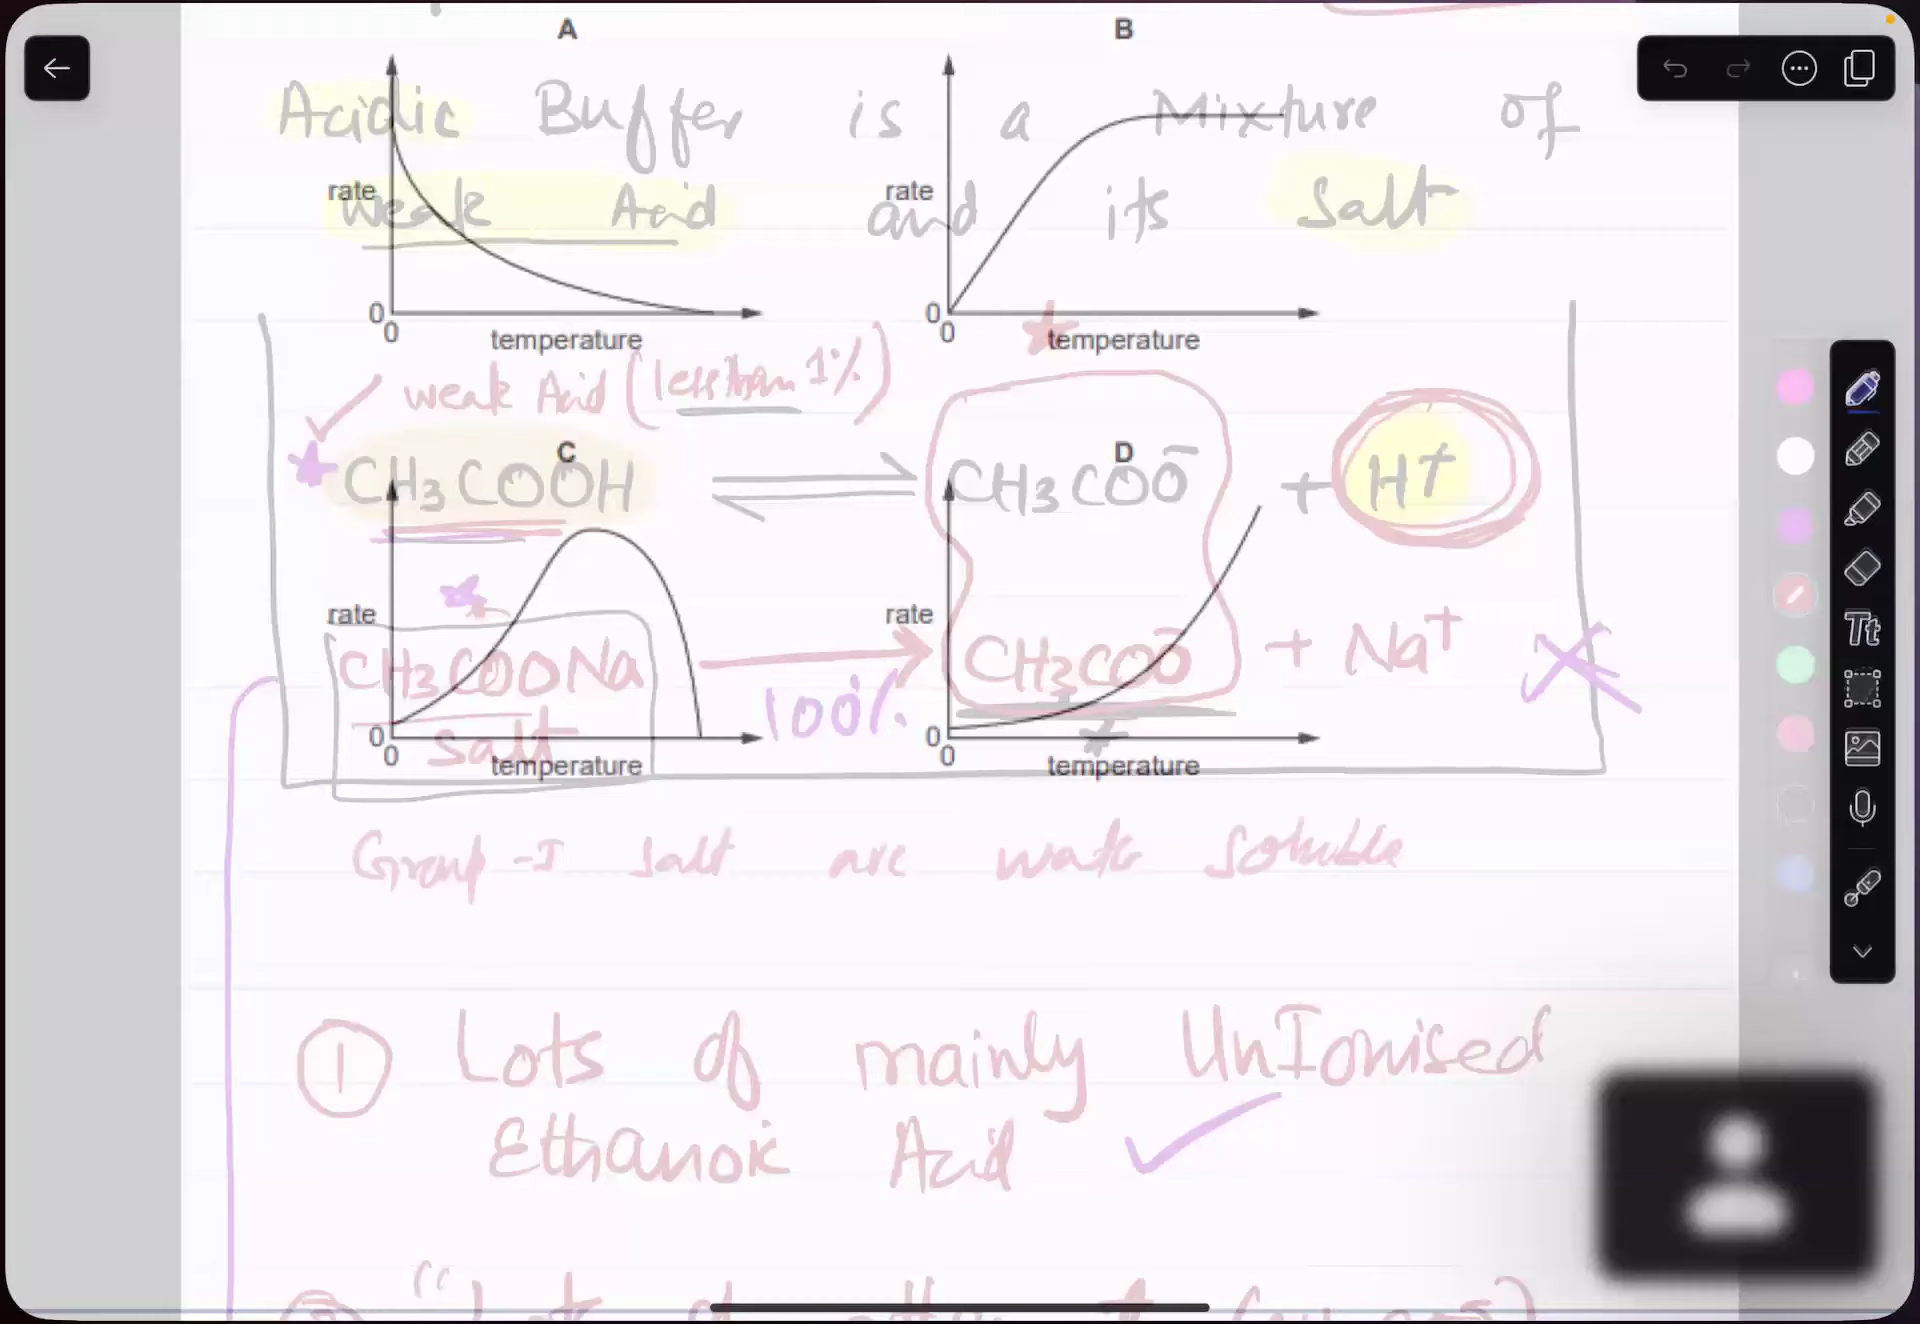 A B
Acidic Buffer is a Mixture of
rate rate
Weak Acid and its Salt
0 0
0 temperature 0 temperature
weak Acid (less than 1%)
C D
CH3COOH ⇌ CH3COO⁻ + H⁺
rate rate
CH3COONa → CH3COO⁻ + Na⁺
100%
Salt
0 0
0 temperature 0 temperature
Group-I salt are water soluble
① Lots of mainly UnIonised
Ethanoic Acid
"Lots of